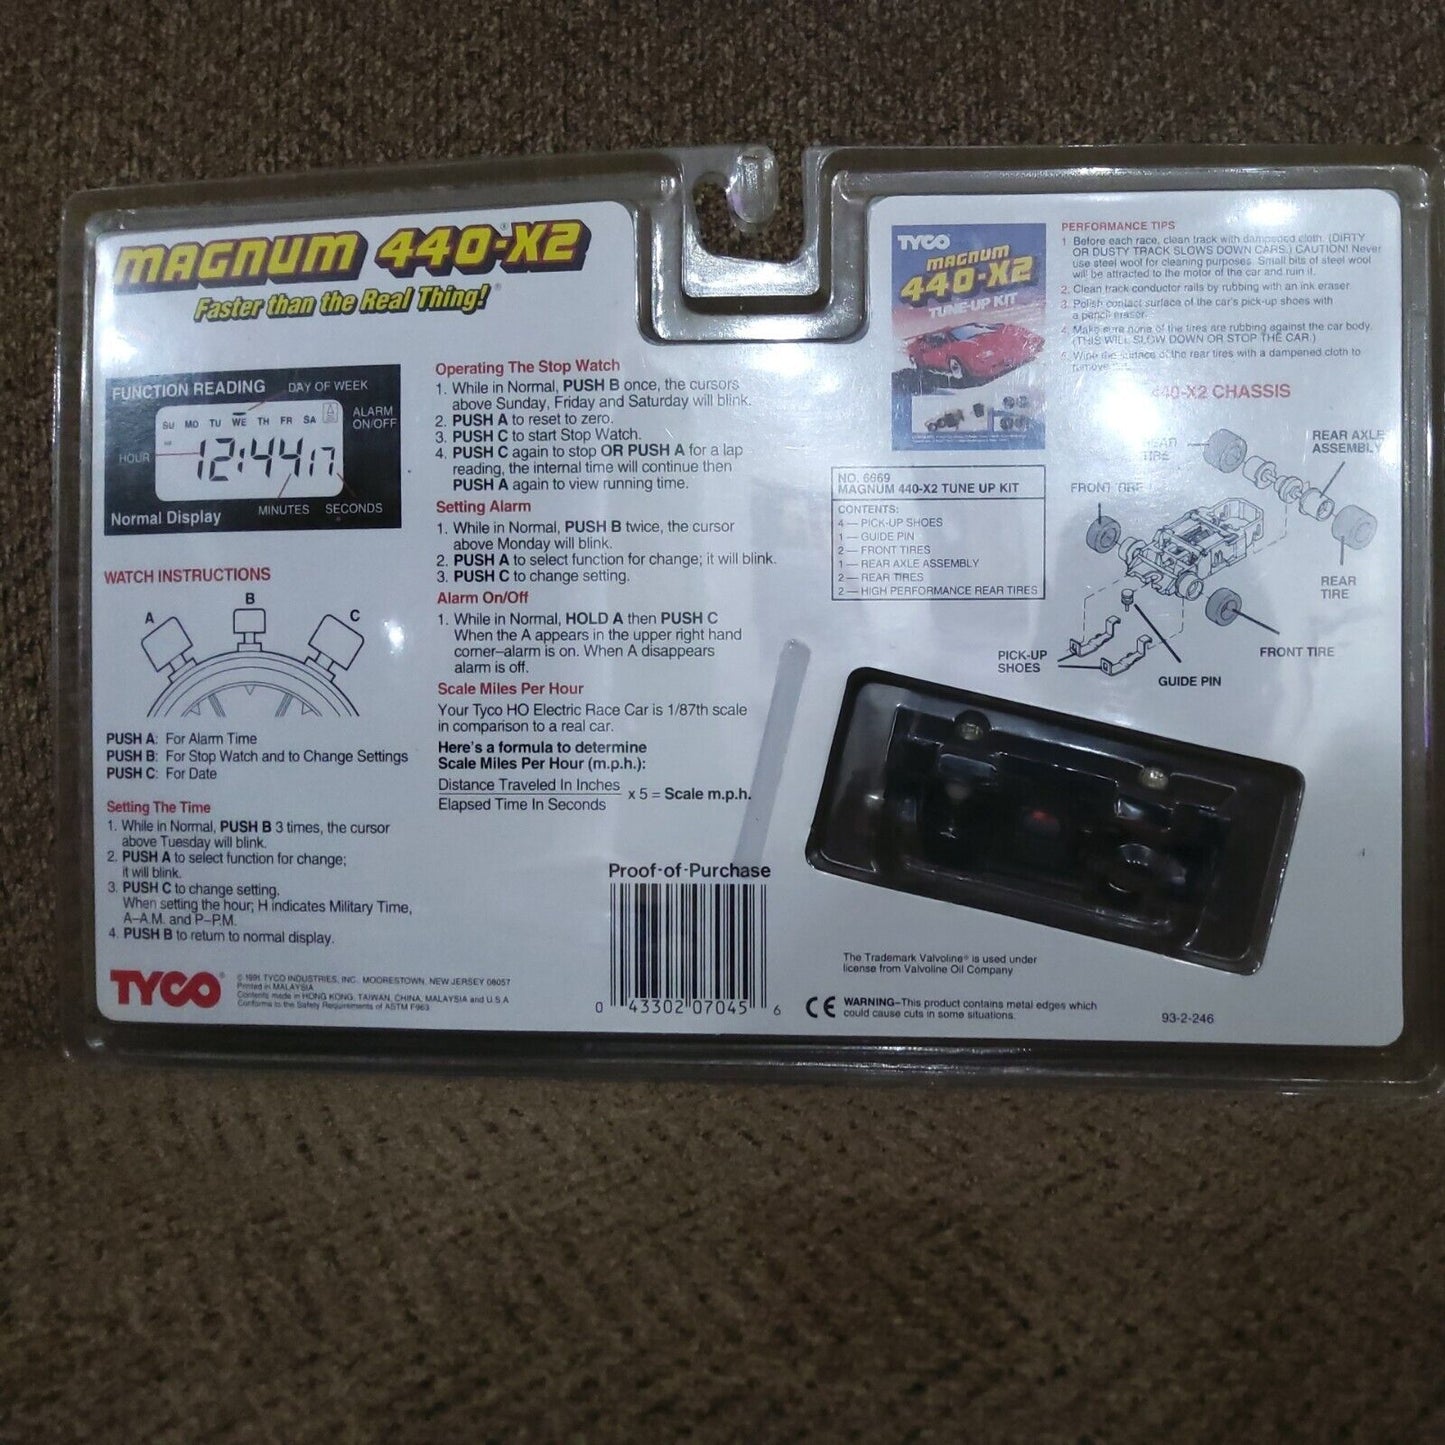 MAGNUM 440-X2®
Faster than the Real Thing!®
FUNCTION READING
DAY OF WEEK
SU MO TU WE TH FR SA A
ALARM
ON/OFF
HOUR
12:44 17
MINUTES SECONDS
Normal Display
WATCH INSTRUCTIONS
A B C
PUSH A: For Alarm Time
PUSH B: For Stop Watch and to Change Settings
PUSH C: For Date
Setting The Time
1. While in Normal, PUSH B 3 times, the cursor
above Tuesday will blink.
2. PUSH A to select function for change;
it will blink.
3. PUSH C to change setting.
When setting the hour; H indicates Military Time,
A–A.M. and P–P.M.
4. PUSH B to return to normal display.
TYCO®
© 1991 TYCO INDUSTRIES, INC. MOORESTOWN, NEW JERSEY 08057
Printed in MALAYSIA
Contents made in HONG KONG, TAIWAN, CHINA, MALAYSIA and U.S.A.
Conforms to the Safety Requirements of ASTM F963
Operating The Stop Watch
1. While in Normal, PUSH B once, the cursors
above Sunday, Friday and Saturday will blink.
2. PUSH A to reset to zero.
3. PUSH C to start Stop Watch.
4. PUSH C again to stop OR PUSH A for a lap
reading, the internal time will continue then
PUSH A again to view running time.
Setting Alarm
1. While in Normal, PUSH B twice, the cursor
above Monday will blink.
2. PUSH A to select function for change; it will blink.
3. PUSH C to change setting.
Alarm On/Off
1. While in Normal, HOLD A then PUSH C
When the A appears in the upper right hand
corner–alarm is on. When A disappears
alarm is off.
Scale Miles Per Hour
Your Tyco HO Electric Race Car is 1/87th scale
in comparison to a real car.
Here's a formula to determine
Scale Miles Per Hour (m.p.h.):
Distance Traveled In Inches
Elapsed Time In Seconds
x 5 = Scale m.p.h.
Proof-of-Purchase
0 43302 07045 6
TYCO
MAGNUM
440-X2
TUNE-UP KIT
PERFORMANCE TIPS
1 Before each race, clean track with dampened cloth. (DIRTY
OR DUSTY TRACK SLOWS DOWN CARS.) CAUTION! Never
use steel wool for cleaning purposes. Small bits of steel wool
will be attracted to the motor of the car and ruin it.
2. Clean track conductor rails by rubbing with an ink eraser
3. Polish contact surface of the car's pick-up shoes with
a pencil eraser.
4. Make sure none of the tires are rubbing against the car body.
(THIS WILL SLOW DOWN OR STOP THE CAR.)
5. Wipe the surface of the rear tires with a dampened cloth to
remove
440-X2 CHASSIS
REAR
TIRE
REAR AXLE
ASSEMBLY
FRONT TIRE
REAR
TIRE
FRONT TIRE
PICK-UP
SHOES
GUIDE PIN
NO. 6669
MAGNUM 440-X2 TUNE UP KIT
CONTENTS:
4 — PICK-UP SHOES
1 — GUIDE PIN
2 — FRONT TIRES
1 — REAR AXLE ASSEMBLY
2 — REAR TIRES
2 — HIGH PERFORMANCE REAR TIRES
The Trademark Valvoline® is used under
license from Valvoline Oil Company
CE WARNING–This product contains metal edges which
could cause cuts in some situations.
93-2-246